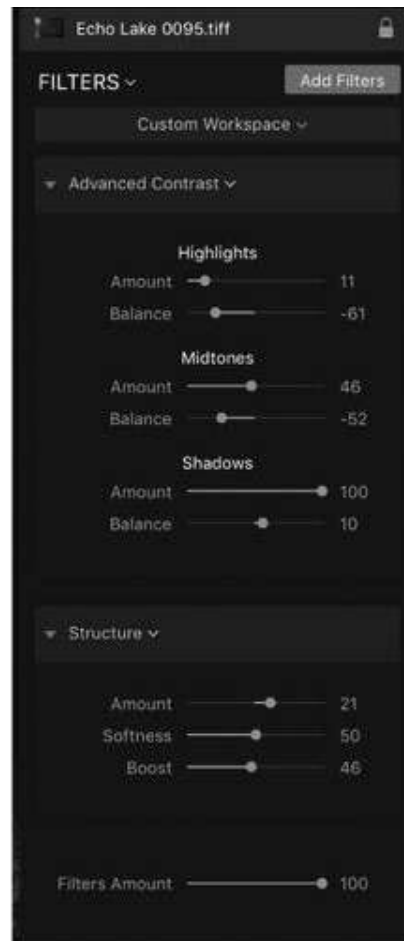 Echo Lake 0095.tiff
FILTERS
Add Filters
Custom Workspace
Advanced Contrast
Highlights
Amount 11
Balance -61
Midtones
Amount 46
Balance -52
Shadows
Amount 100
Balance 10
Structure
Amount 21
Softness 50
Boost 46
Filters Amount 100